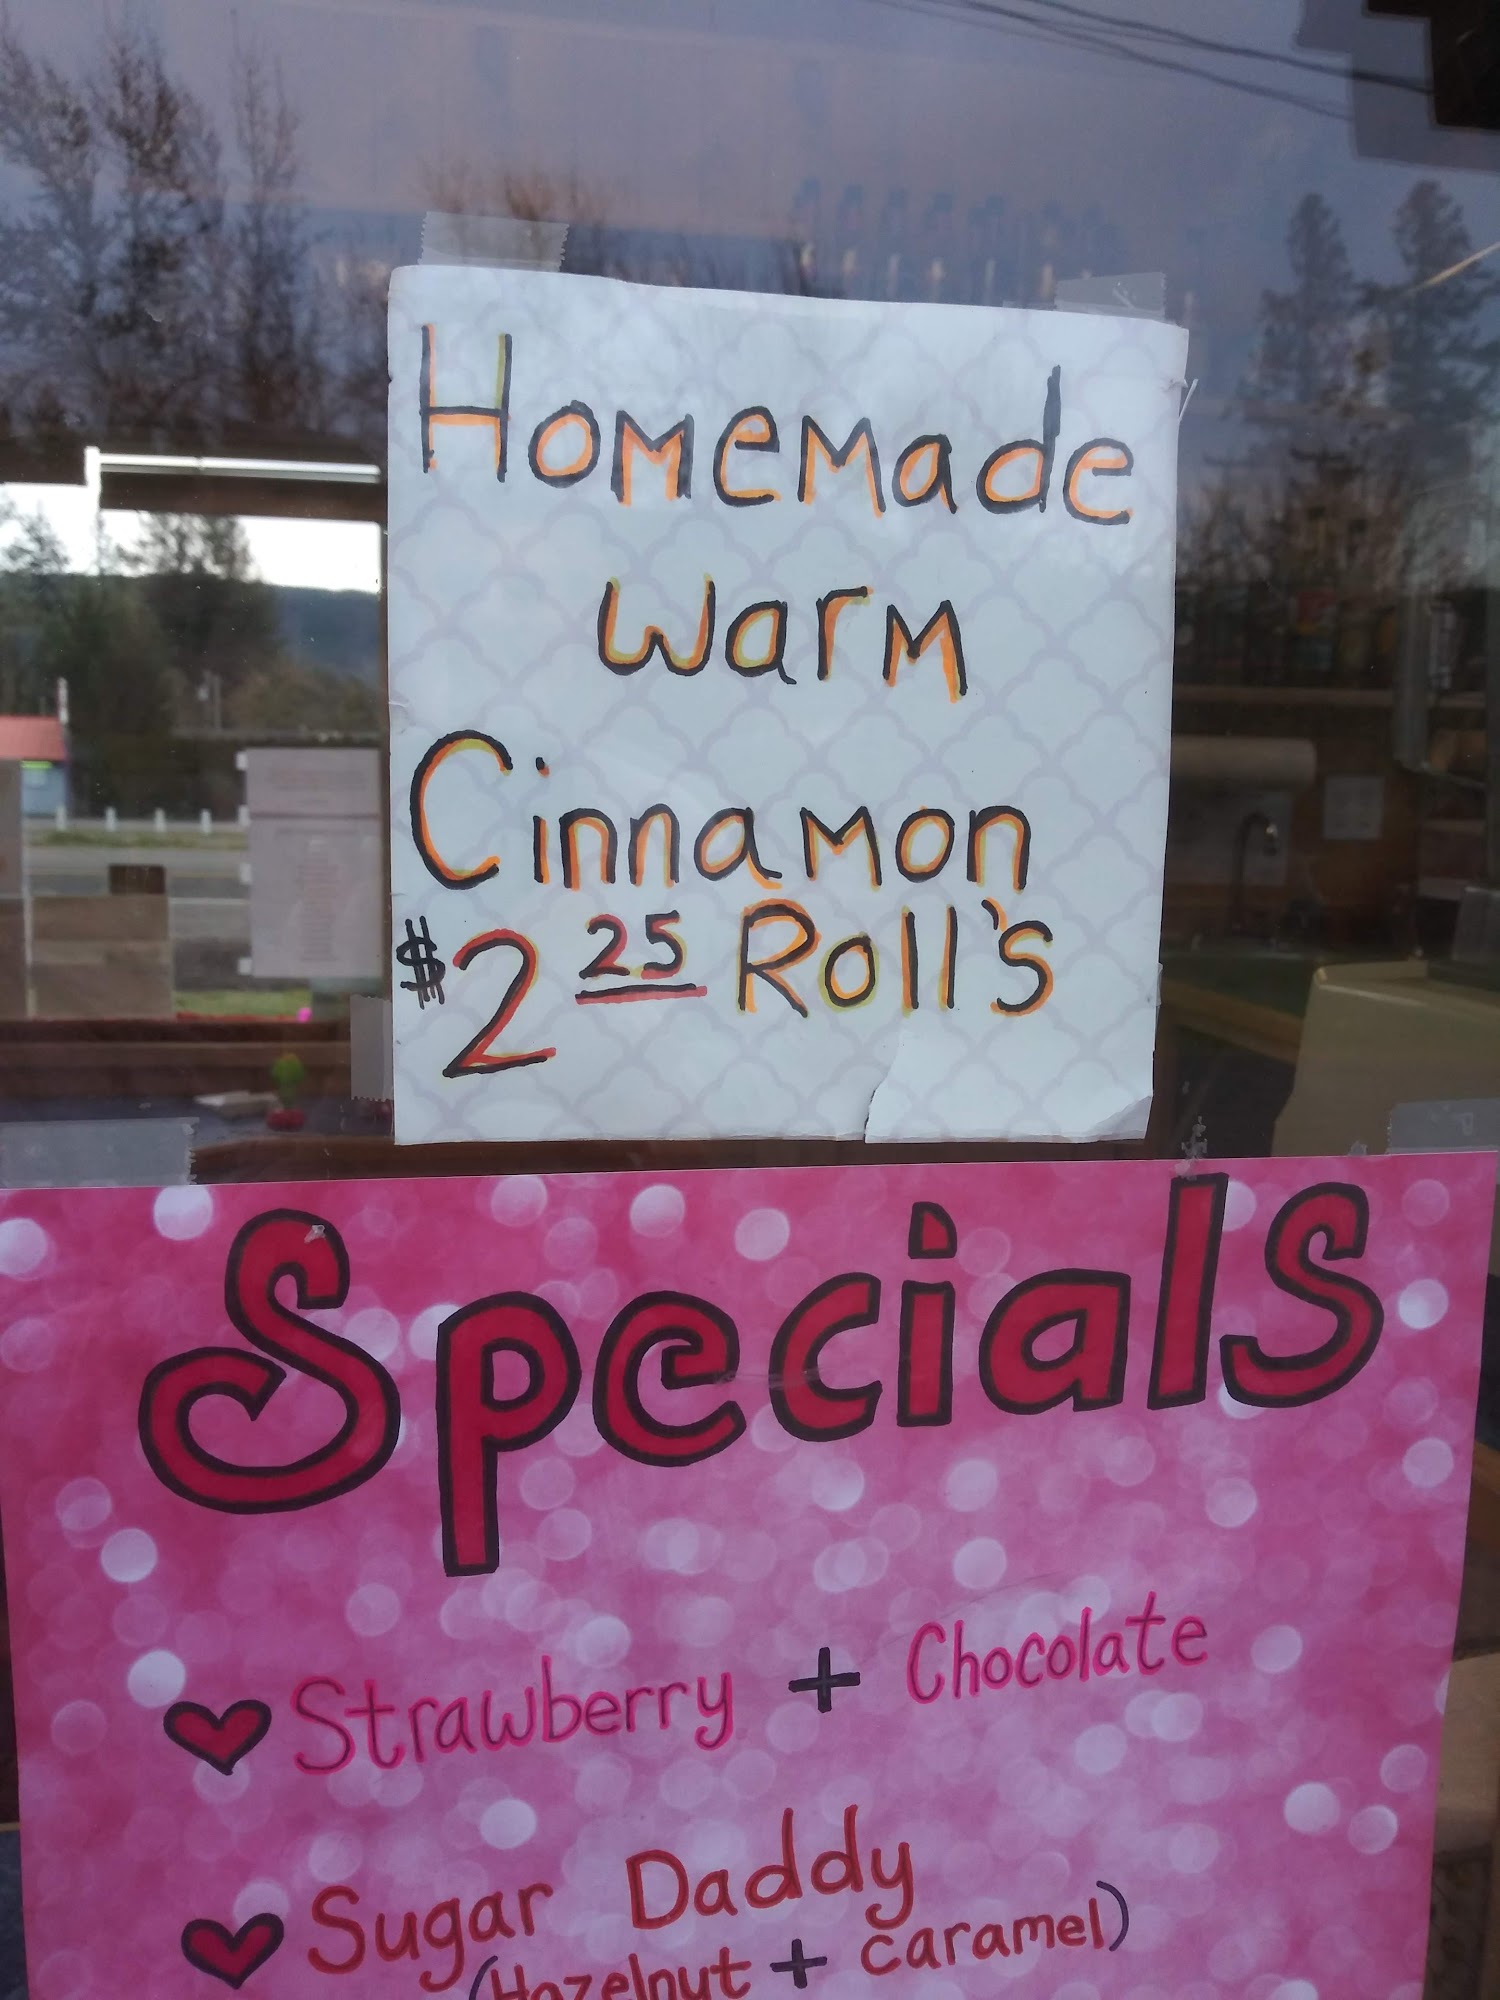 Homemade
warm
Cinnamon
$2 25 Roll's
Specials
Strawberry + Chocolate
Sugar Daddy
(Hazelnut + caramel)